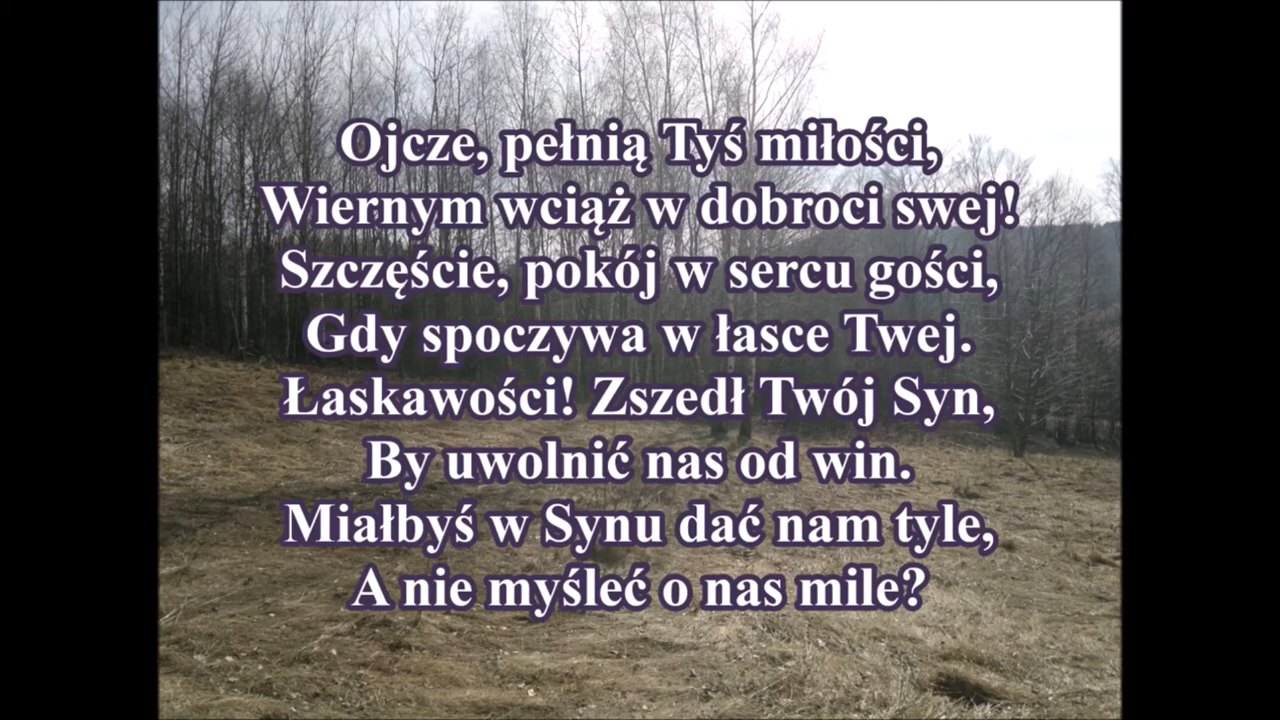 Ojcze, pełnią Tyś miłości,
Wiernym wciąż w dobroci swej!
Szczęście, pokój w sercu gości,
Gdy spoczywa w łasce Twej.
Łaskawości! Zszedł Twój Syn,
By uwolnić nas od win.
Miałbyś w Synu dać nam tyle,
A nie myśleć o nas mile?